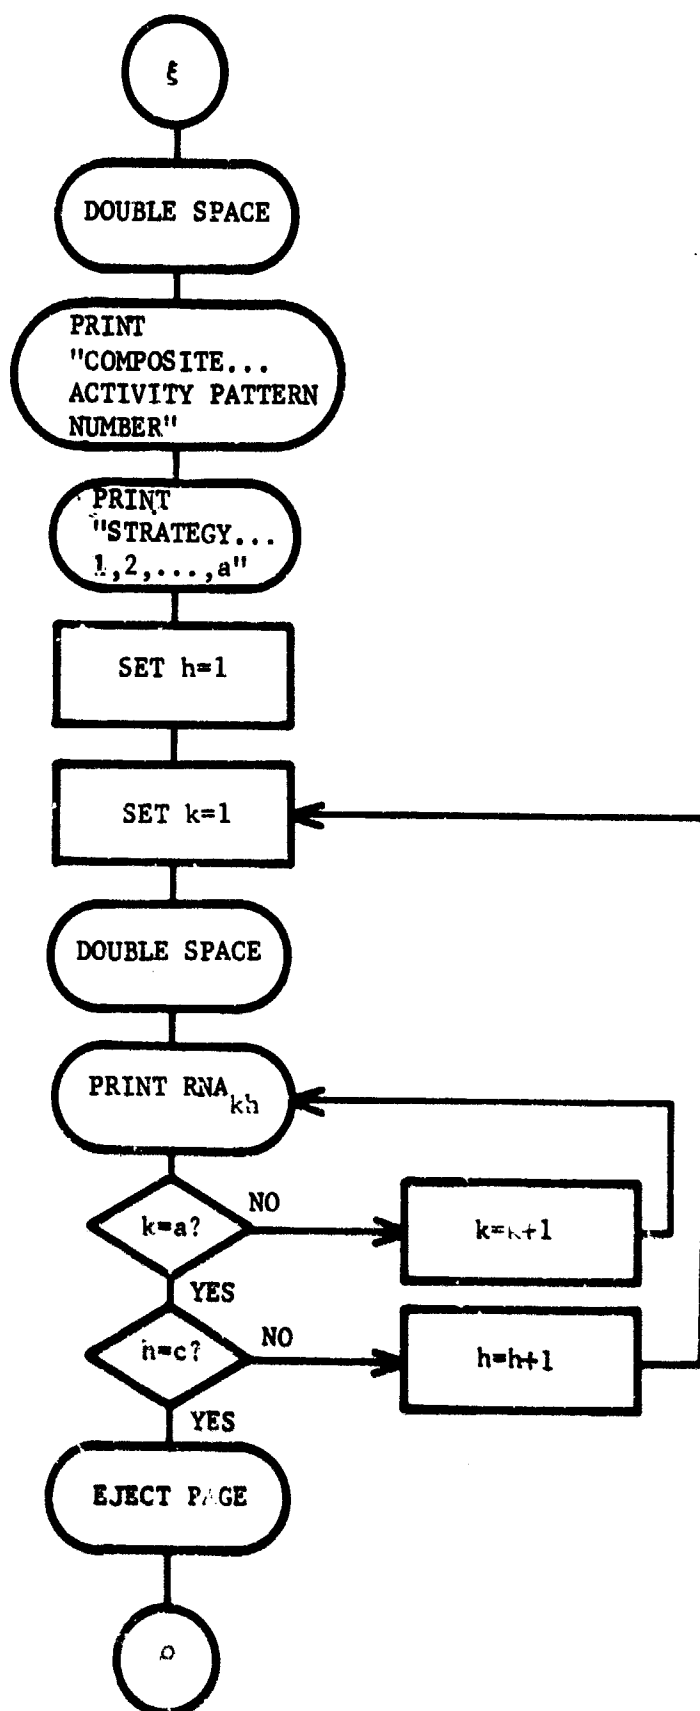 ξ
DOUBLE SPACE
PRINT
"COMPOSITE...
ACTIVITY PATTERN
NUMBER"
PRINT
"STRATEGY...
1,2,...,a"
SET h=1
SET k=1
DOUBLE SPACE
PRINT RNA kh
k=a?
NO
k=k+1
YES
h=c?
NO
h=h+1
YES
EJECT PAGE